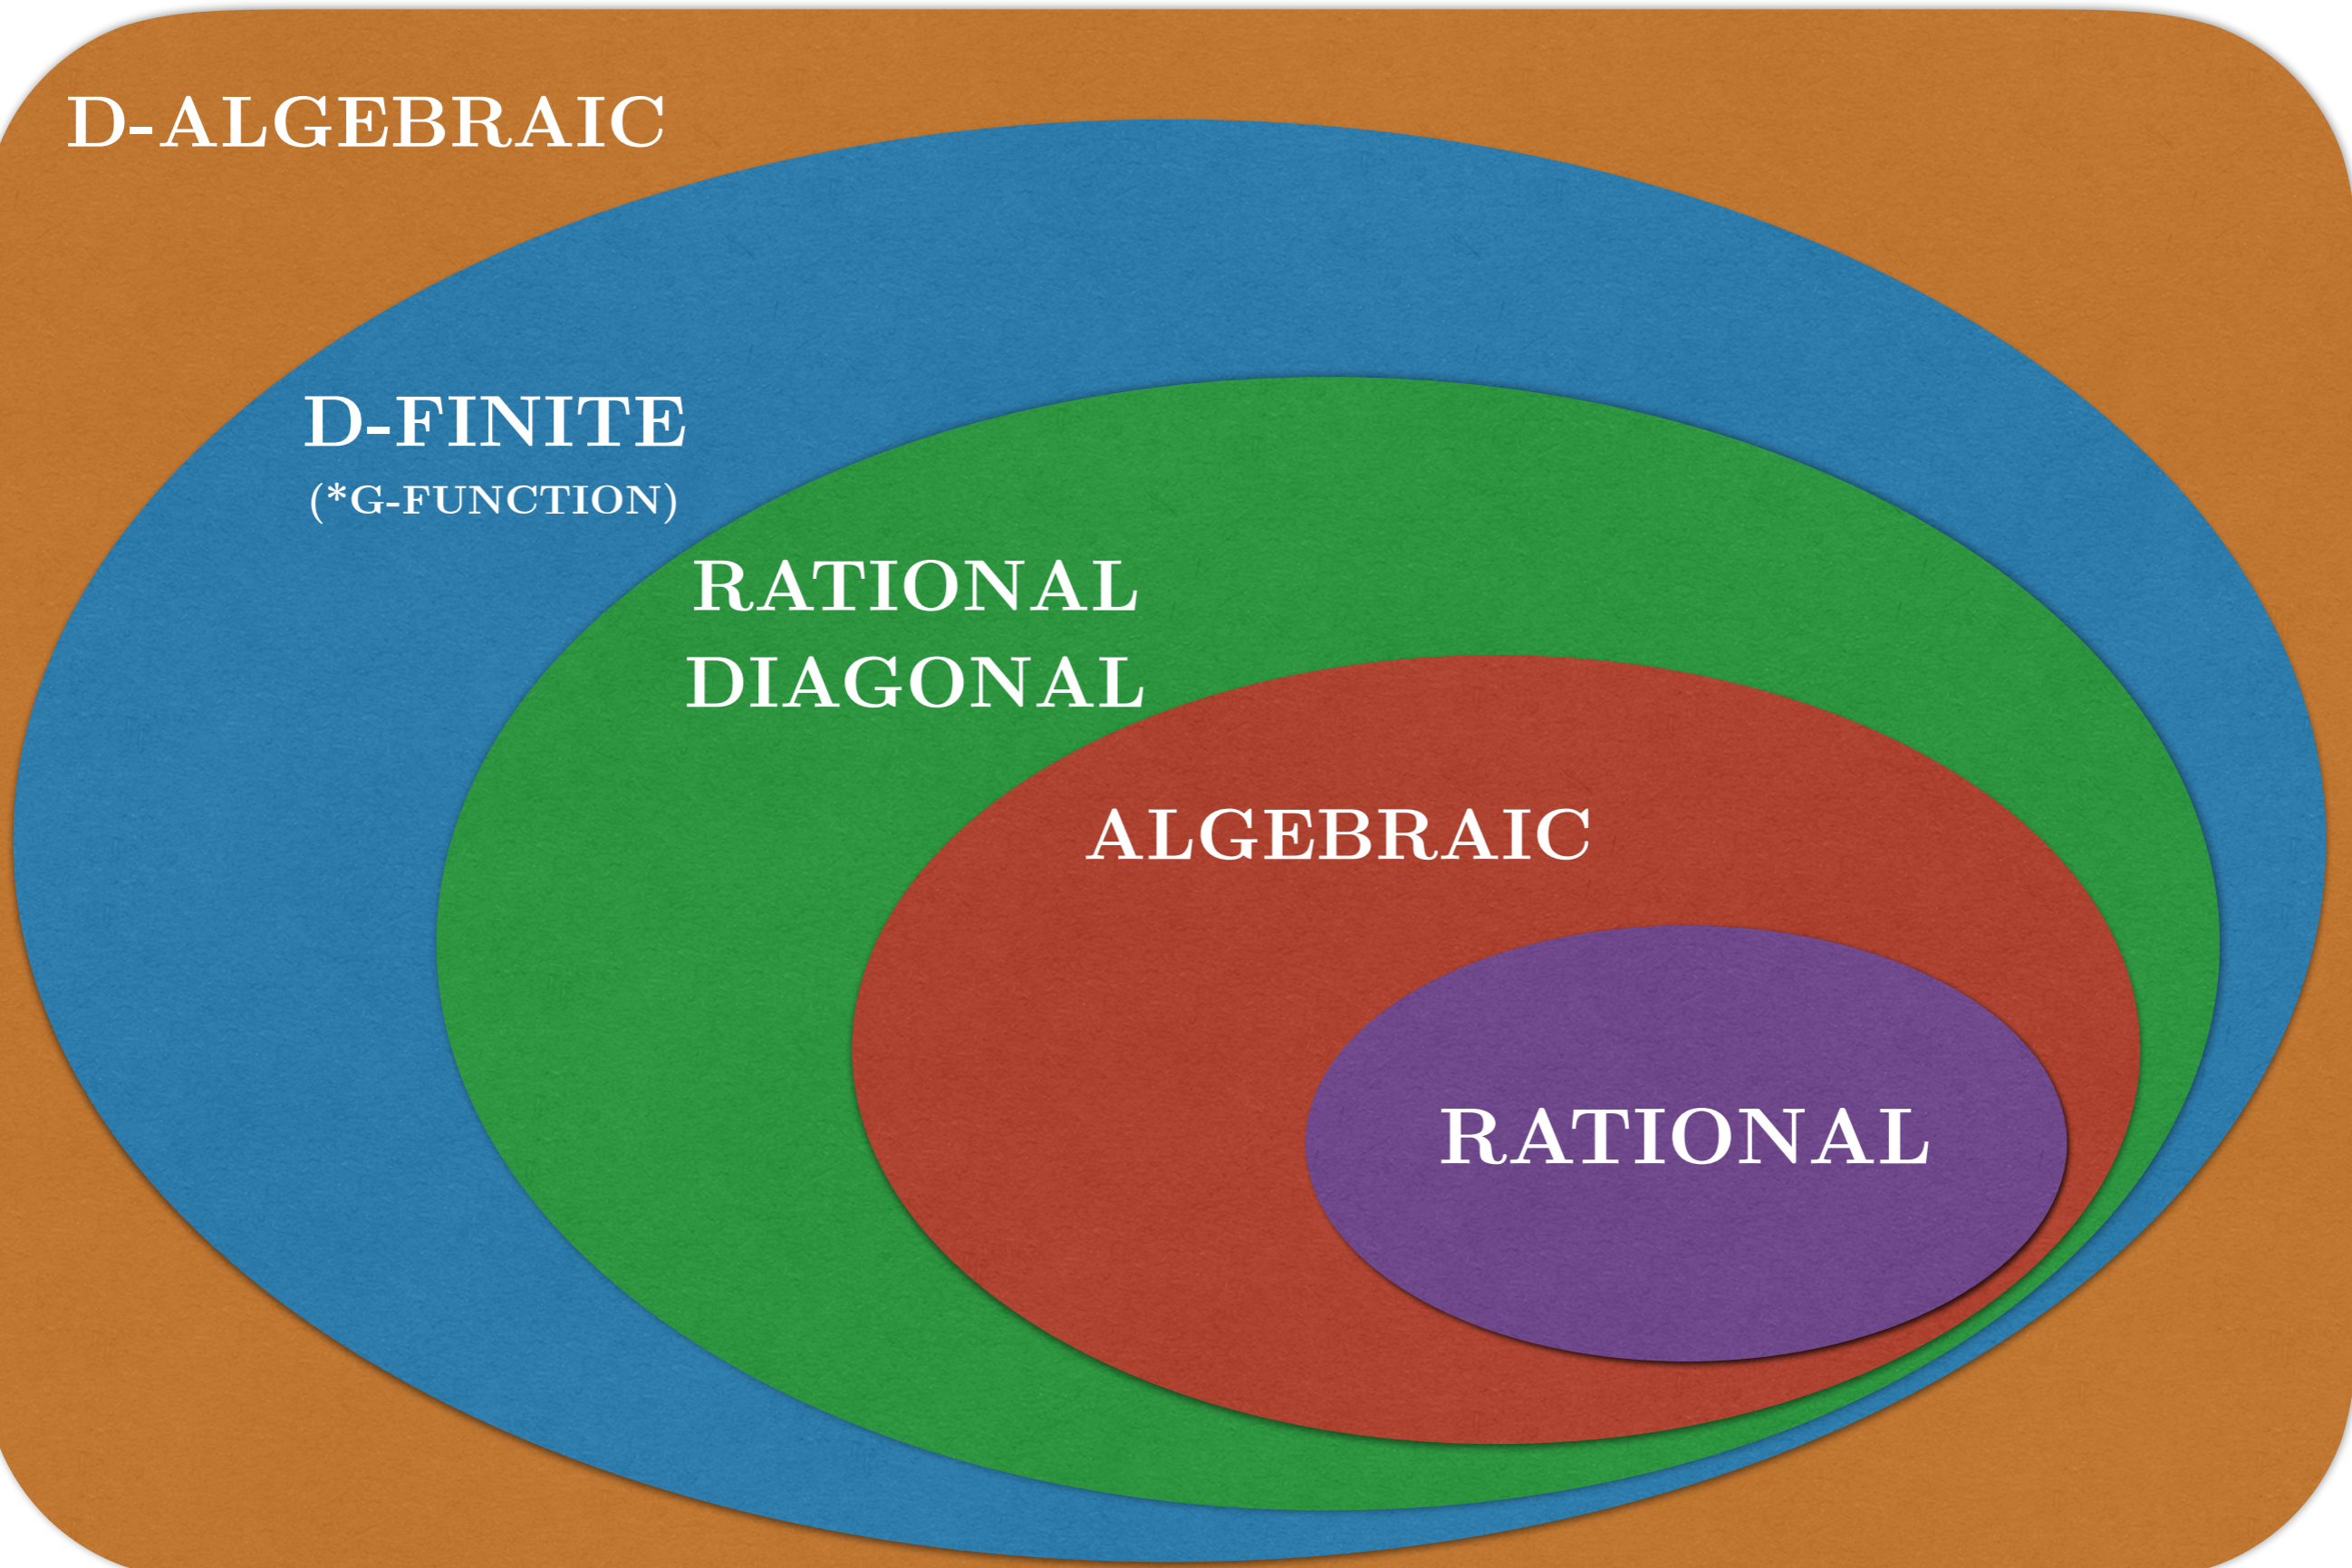 D-ALGEBRAIC
D-FINITE
(*G-FUNCTION)
RATIONAL
DIAGONAL
ALGEBRAIC
RATIONAL